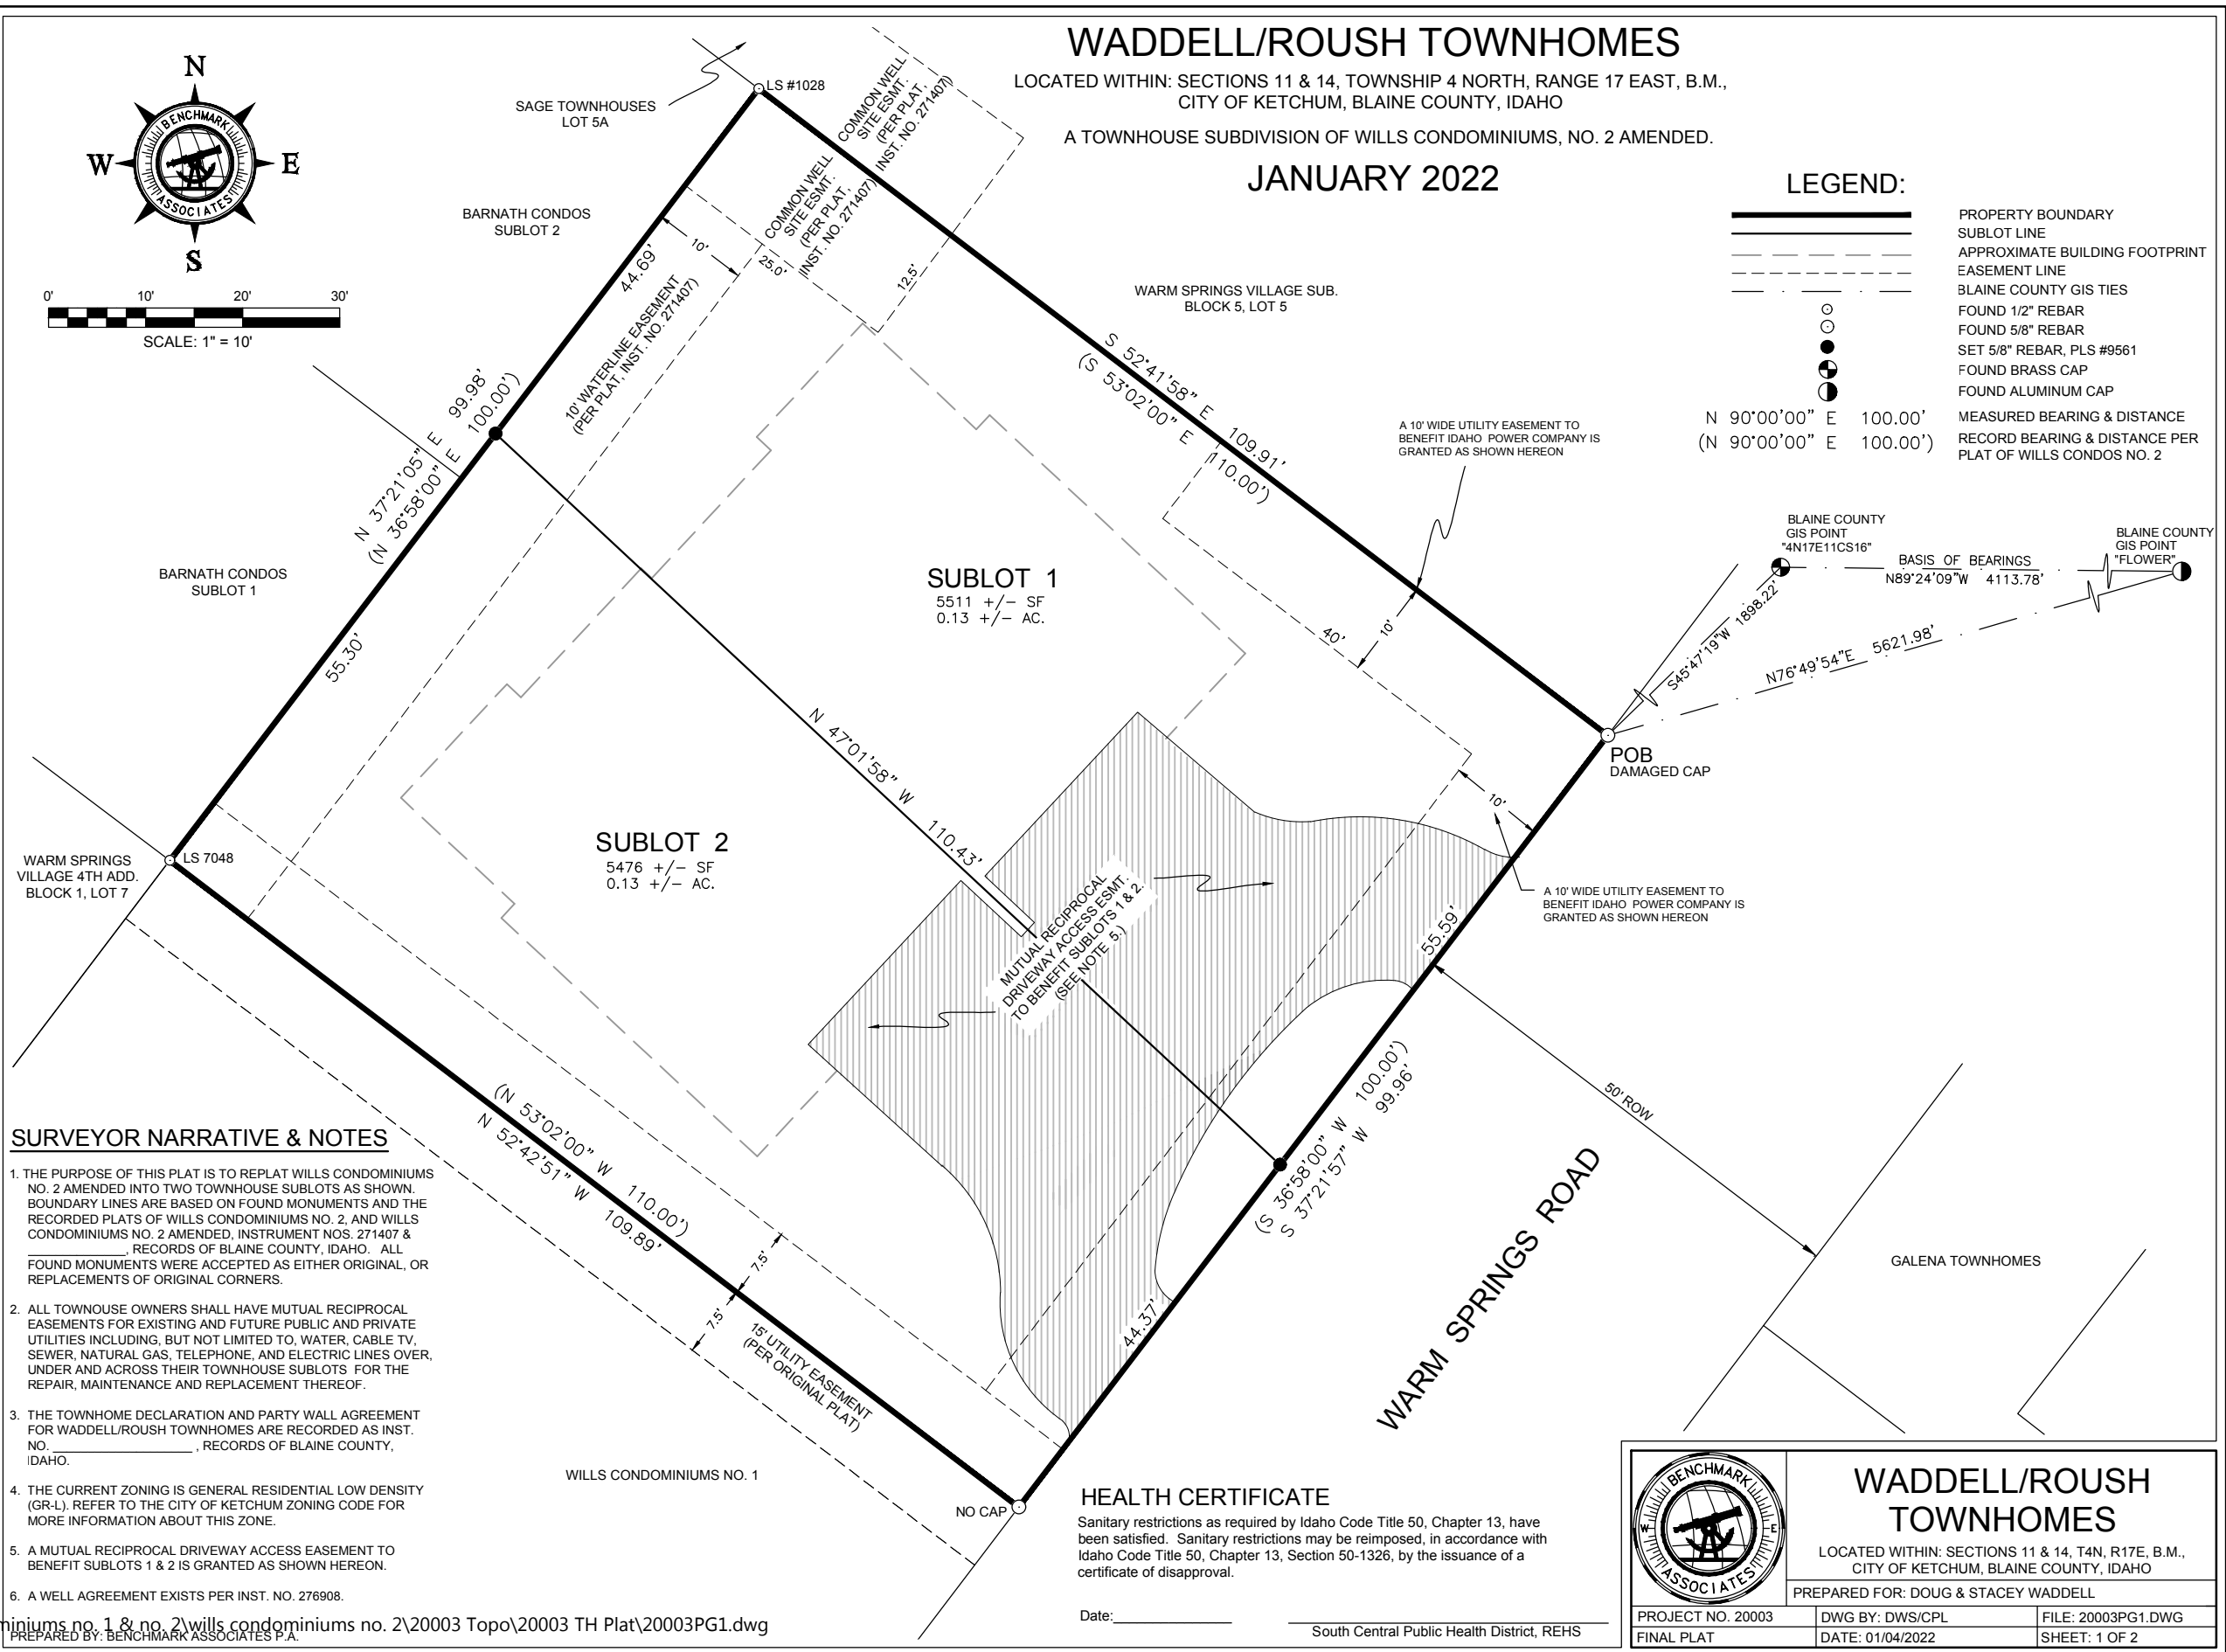 WADDELL/ROUSH TOWNHOMES
LOCATED WITHIN: SECTIONS 11 & 14, TOWNSHIP 4 NORTH, RANGE 17 EAST, B.M.,
CITY OF KETCHUM, BLAINE COUNTY, IDAHO
A TOWNHOUSE SUBDIVISION OF WILLS CONDOMINIUMS, NO. 2 AMENDED.
JANUARY 2022
N
W
E
S
BENCHMARK
ASSOCIATES
0' 10' 20' 30'
SCALE: 1" = 10'
LEGEND:
PROPERTY BOUNDARY
SUBLOT LINE
APPROXIMATE BUILDING FOOTPRINT
EASEMENT LINE
BLAINE COUNTY GIS TIES
FOUND 1/2" REBAR
FOUND 5/8" REBAR
SET 5/8" REBAR, PLS #9561
FOUND BRASS CAP
FOUND ALUMINUM CAP
N 90°00'00" E 100.00' MEASURED BEARING & DISTANCE
(N 90°00'00" E 100.00') RECORD BEARING & DISTANCE PER
PLAT OF WILLS CONDOS NO. 2
LS #1028
SAGE TOWNHOUSES
LOT 5A
COMMON WELL
SITE ESMT.
(PER PLAT,
INST. NO. 271407)
COMMON WELL
SITE ESMT.
(PER PLAT,
INST. NO. 271407)
BARNATH CONDOS
SUBLOT 2
44.69'
10'
25.0'
12.5'
10' WATERLINE EASEMENT
(PER PLAT, INST. NO. 271407)
WARM SPRINGS VILLAGE SUB.
BLOCK 5, LOT 5
S 52°41'58" E 109.91'
(S 53°02'00" E 110.00')
N 37°21'05" E 99.98'
(N 36°58'00" E 100.00')
A 10' WIDE UTILITY EASEMENT TO
BENEFIT IDAHO POWER COMPANY IS
GRANTED AS SHOWN HEREON
BLAINE COUNTY
GIS POINT
"4N17E11CS16"
BASIS OF BEARINGS
N89°24'09"W 4113.78'
BLAINE COUNTY
GIS POINT
"FLOWER"
S45°47'19"W 1898.22'
N76°49'54"E 5621.98'
BARNATH CONDOS
SUBLOT 1
55.30'
SUBLOT 1
5511 +/- SF
0.13 +/- AC.
40'
10'
POB
DAMAGED CAP
N 47°01'58" W 110.43'
10'
SUBLOT 2
5476 +/- SF
0.13 +/- AC.
LS 7048
WARM SPRINGS
VILLAGE 4TH ADD.
BLOCK 1, LOT 7
MUTUAL RECIPROCAL
DRIVEWAY ACCESS ESMT.
TO BENEFIT SUBLOTS 1 & 2.
(SEE NOTE 5.)
A 10' WIDE UTILITY EASEMENT TO
BENEFIT IDAHO POWER COMPANY IS
GRANTED AS SHOWN HEREON
55.59'
50' ROW
(S 36°58'00" W 100.00')
S 37°21'57" W 99.96'
(N 53°02'00" W 110.00')
N 52°42'51" W 109.89'
7.5'
7.5'
15' UTILITY EASEMENT
(PER ORIGINAL PLAT)
44.37'
WARM SPRINGS ROAD
GALENA TOWNHOMES
WILLS CONDOMINIUMS NO. 1
NO CAP
SURVEYOR NARRATIVE & NOTES
1. THE PURPOSE OF THIS PLAT IS TO REPLAT WILLS CONDOMINIUMS
NO. 2 AMENDED INTO TWO TOWNHOUSE SUBLOTS AS SHOWN.
BOUNDARY LINES ARE BASED ON FOUND MONUMENTS AND THE
RECORDED PLATS OF WILLS CONDOMINIUMS NO. 2, AND WILLS
CONDOMINIUMS NO. 2 AMENDED, INSTRUMENT NOS. 271407 &
_____________, RECORDS OF BLAINE COUNTY, IDAHO. ALL
FOUND MONUMENTS WERE ACCEPTED AS EITHER ORIGINAL, OR
REPLACEMENTS OF ORIGINAL CORNERS.
2. ALL TOWNOUSE OWNERS SHALL HAVE MUTUAL RECIPROCAL
EASEMENTS FOR EXISTING AND FUTURE PUBLIC AND PRIVATE
UTILITIES INCLUDING, BUT NOT LIMITED TO, WATER, CABLE TV,
SEWER, NATURAL GAS, TELEPHONE, AND ELECTRIC LINES OVER,
UNDER AND ACROSS THEIR TOWNHOUSE SUBLOTS FOR THE
REPAIR, MAINTENANCE AND REPLACEMENT THEREOF.
3. THE TOWNHOME DECLARATION AND PARTY WALL AGREEMENT
FOR WADDELL/ROUSH TOWNHOMES ARE RECORDED AS INST.
NO. ___________________ , RECORDS OF BLAINE COUNTY,
IDAHO.
4. THE CURRENT ZONING IS GENERAL RESIDENTIAL LOW DENSITY
(GR-L). REFER TO THE CITY OF KETCHUM ZONING CODE FOR
MORE INFORMATION ABOUT THIS ZONE.
5. A MUTUAL RECIPROCAL DRIVEWAY ACCESS EASEMENT TO
BENEFIT SUBLOTS 1 & 2 IS GRANTED AS SHOWN HEREON.
6. A WELL AGREEMENT EXISTS PER INST. NO. 276908.
miniums no. 1 & no. 2\wills condominiums no. 2\20003 Topo\20003 TH Plat\20003PG1.dwg
PREPARED BY: BENCHMARK ASSOCIATES P.A.
HEALTH CERTIFICATE
Sanitary restrictions as required by Idaho Code Title 50, Chapter 13, have
been satisfied. Sanitary restrictions may be reimposed, in accordance with
Idaho Code Title 50, Chapter 13, Section 50-1326, by the issuance of a
certificate of disapproval.
Date:________________
South Central Public Health District, REHS
BENCHMARK
W E
ASSOCIATES
WADDELL/ROUSH
TOWNHOMES
LOCATED WITHIN: SECTIONS 11 & 14, T4N, R17E, B.M.,
CITY OF KETCHUM, BLAINE COUNTY, IDAHO
PREPARED FOR: DOUG & STACEY WADDELL
PROJECT NO. 20003 DWG BY: DWS/CPL FILE: 20003PG1.DWG
FINAL PLAT DATE: 01/04/2022 SHEET: 1 OF 2